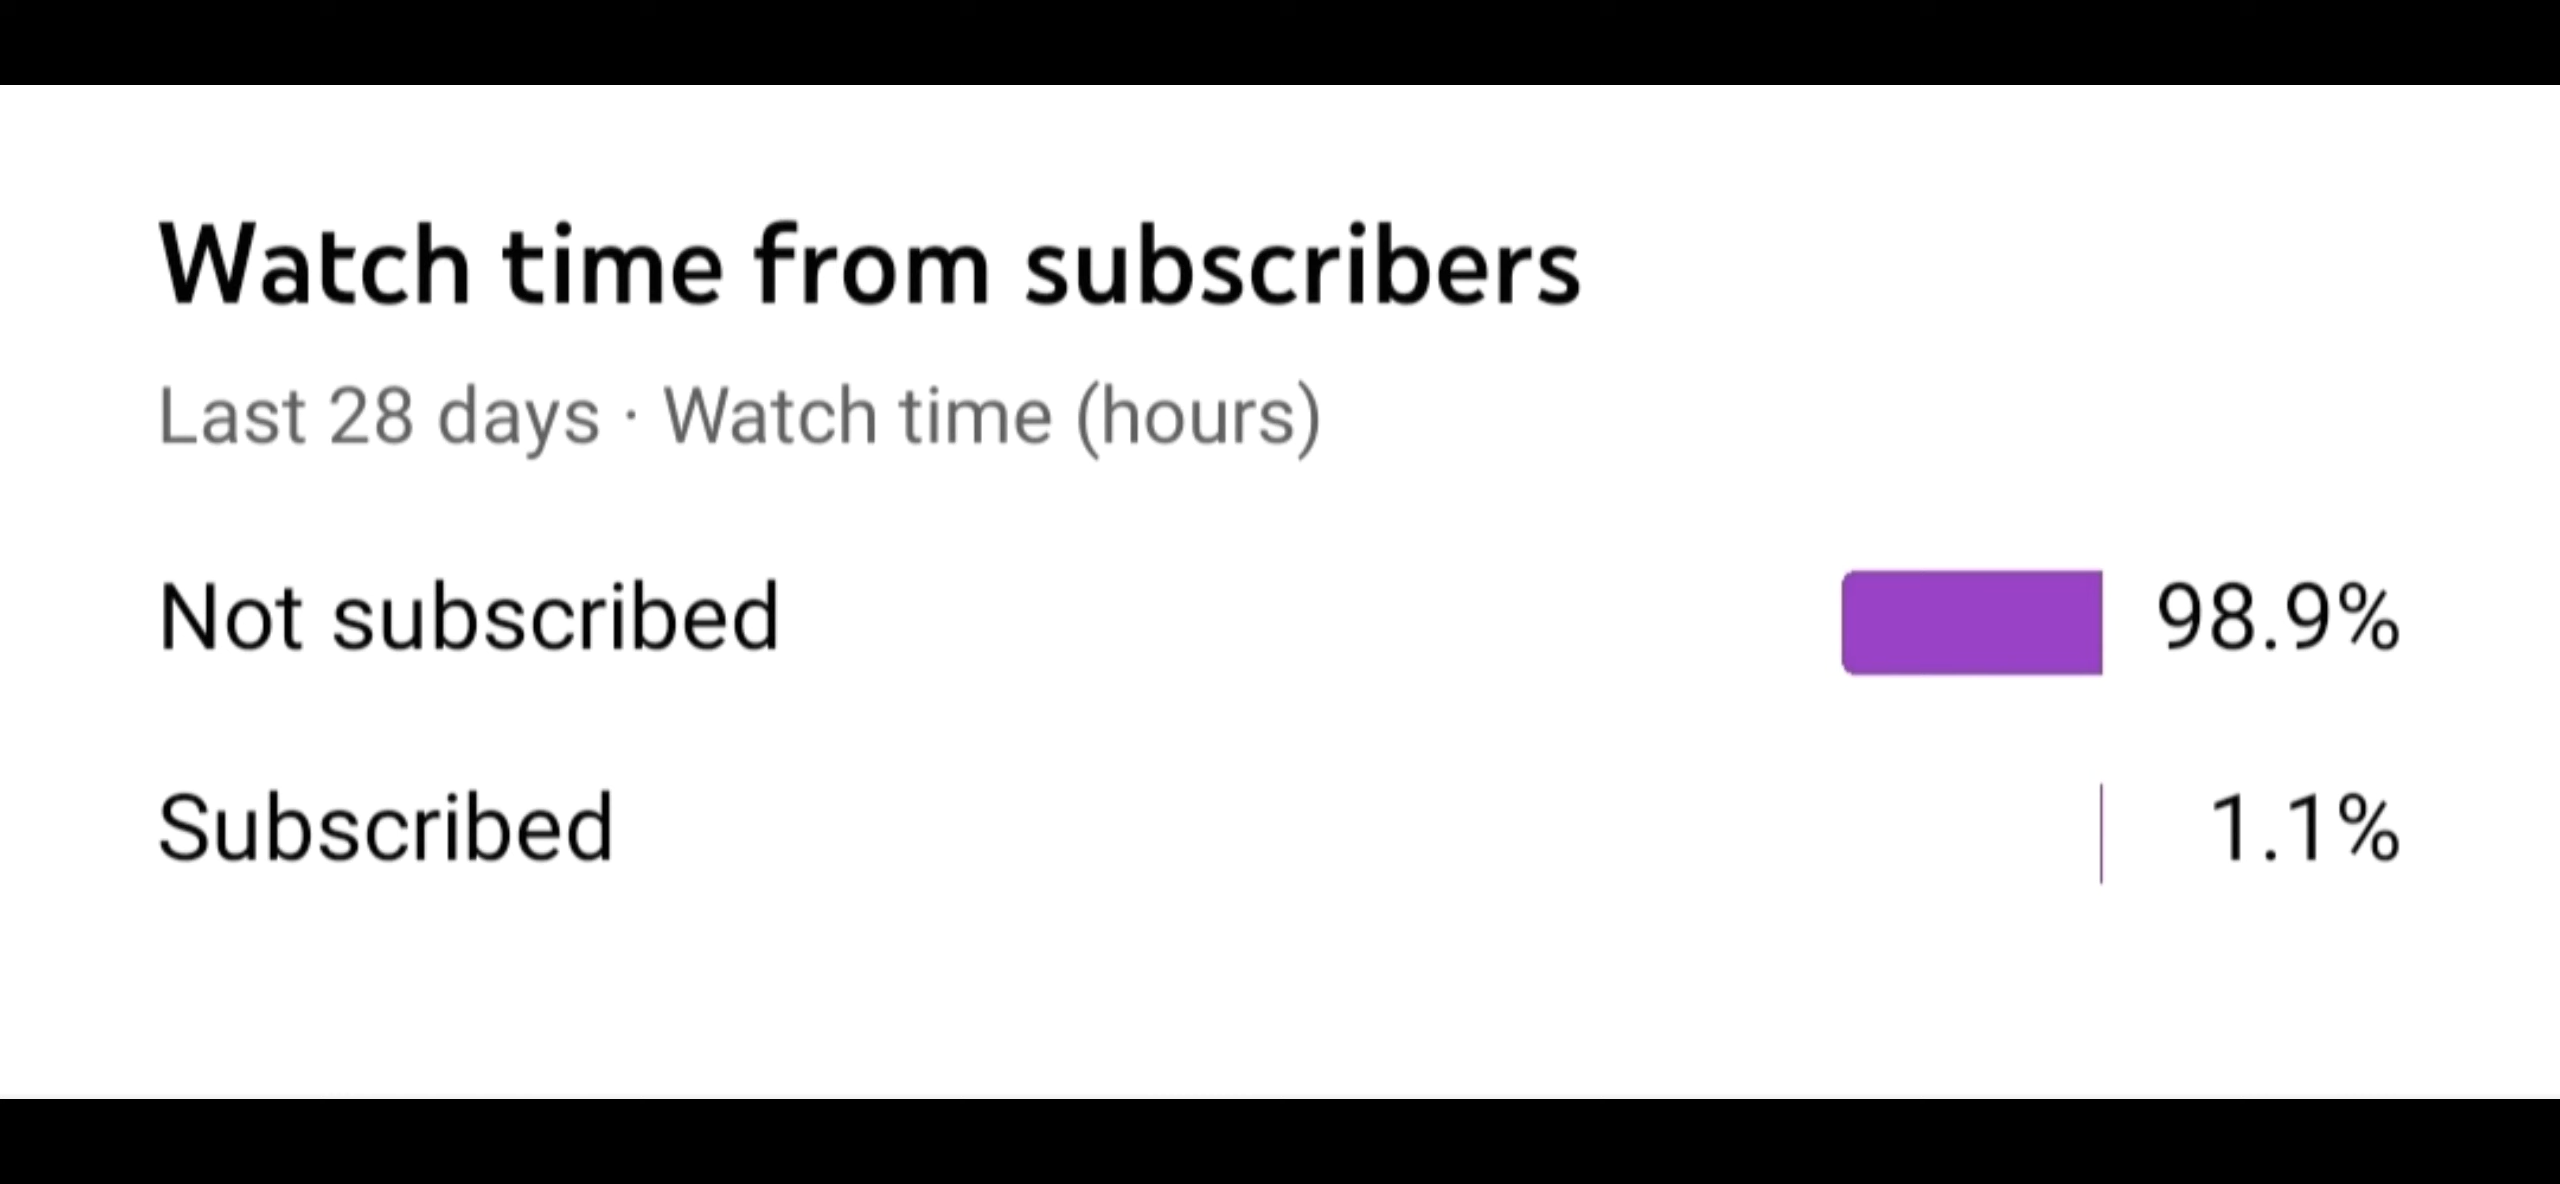 Watch time from subscribers
Last 28 days · Watch time (hours)
Not subscribed 98.9%
Subscribed 1.1%